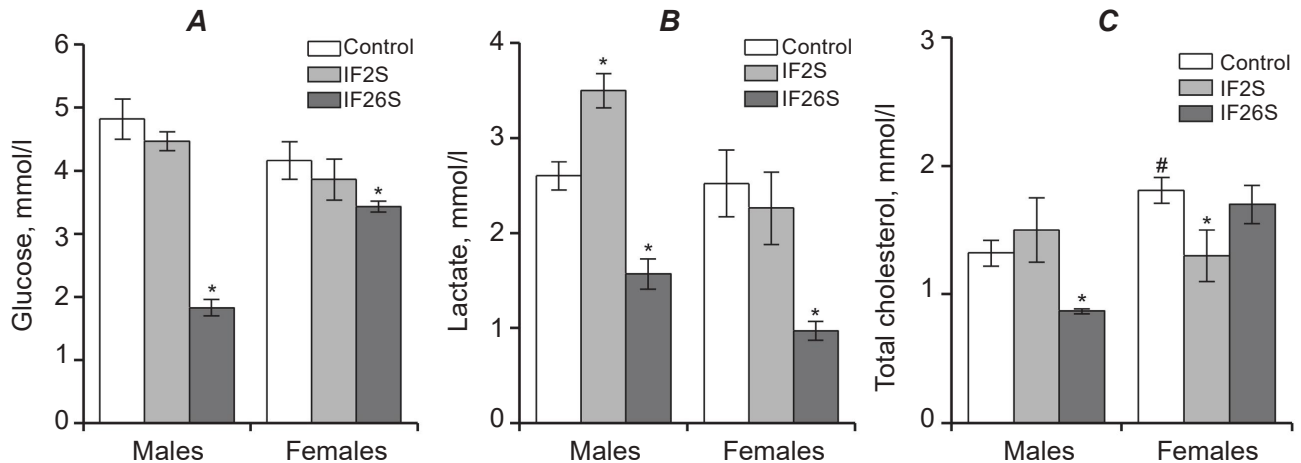 A
Glucose, mmol/l
6
5
4
3
2
1
0
Control
IF2S
IF26S
*
*
Males
Females
B
Lactate, mmol/l
4
3
2
1
0
Control
IF2S
IF26S
*
*
*
Males
Females
C
Total cholesterol, mmol/l
3
2
1
0
Control
IF2S
IF26S
*
#
*
Males
Females